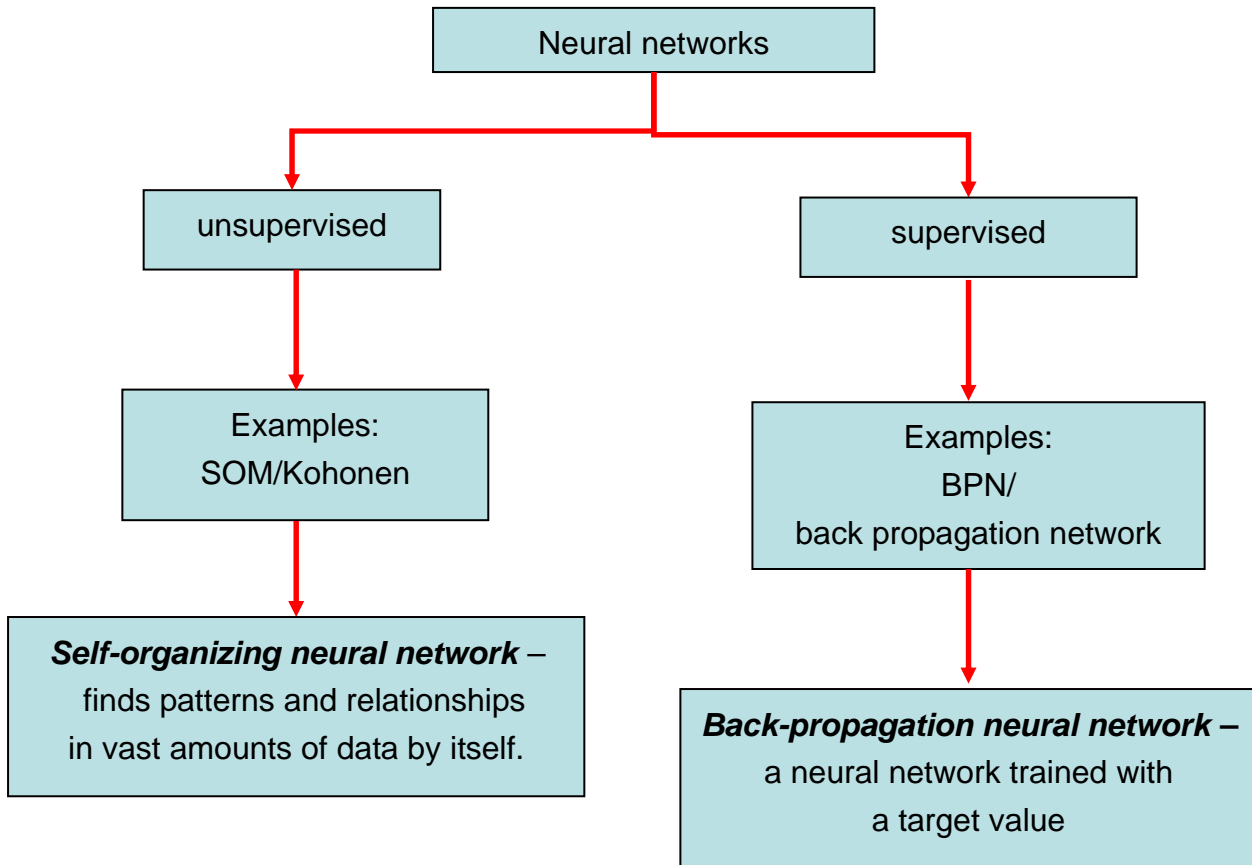 Neural networks
unsupervised
supervised
Examples:
SOM/Kohonen
Examples:
BPN/
back propagation network
Self-organizing neural network –
finds patterns and relationships
in vast amounts of data by itself.
Back-propagation neural network –
a neural network trained with
a target value